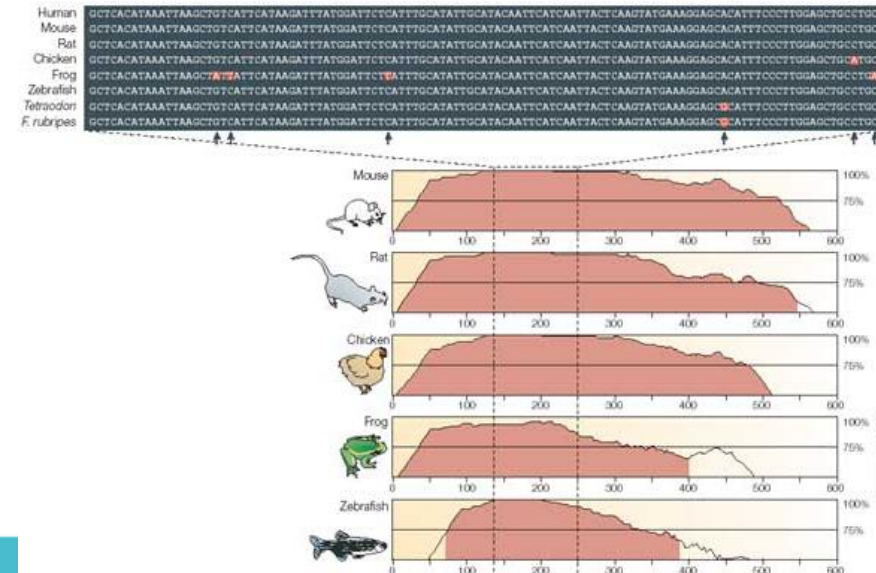 Human GCTCACATAAATTAAGCTGTCATTCATAAGATTTATGGATTCTCATTTGCATATTGCATACAATTCATCAATTACTCAAGTATGAAAGGAGCACATTTCCCTTGGAGCTGCCTG
Mouse GCTCACATAAATTAAGCTGTCATTCATAAGATTTATGGATTCTCATTTGCATATTGCATACAATTCATCAATTACTCAAGTATGAAAGGAGCACATTTCCCTTGGAGCTGCCTG
Rat GCTCACATAAATTAAGCTGTCATTCATAAGATTTATGGATTCTCATTTGCATATTGCATACAATTCATCAATTACTCAAGTATGAAAGGAGCACATTTCCCTTGGAGCTGCCTG
Chicken
Frog
Zebrafish GCTCACATAAATTAAGCTGTCATTCATAAGATTTATGGATTCTCATTTGCATATTGCATACAATTCATCAATTACTCAAGTATGAAAGGAGCACATTTCCCTTGGAGCTGCCTG
Tetraodon GCTCACATAAATTAAGCTGTCATTCATAAGATTTATGGATTCTCATTTGCATATTGCATACAATTCATCAATTACTCAAGTATGAAAGGAGCGCATTTCCCTTGGAGCTGCCTG
F. rubripes GCTCACATAAATTAAGCTGTCATTCATAAGATTTATGGATTCTCATTTGCATATTGCATACAATTCATCAATTACTCAAGTATGAAAGGAGCGCATTTCCCTTGGAGCTGCCTG
Mouse
100%
75%
0 100 200 300 400 500 600
Rat
100%
75%
0 100 200 300 400 500 600
Chicken
100%
75%
0 100 200 300 400 500 600
Frog
100%
75%
0 100 200 300 400 500 600
Zebrafish
100%
75%
0 100 200 300 400 500 600